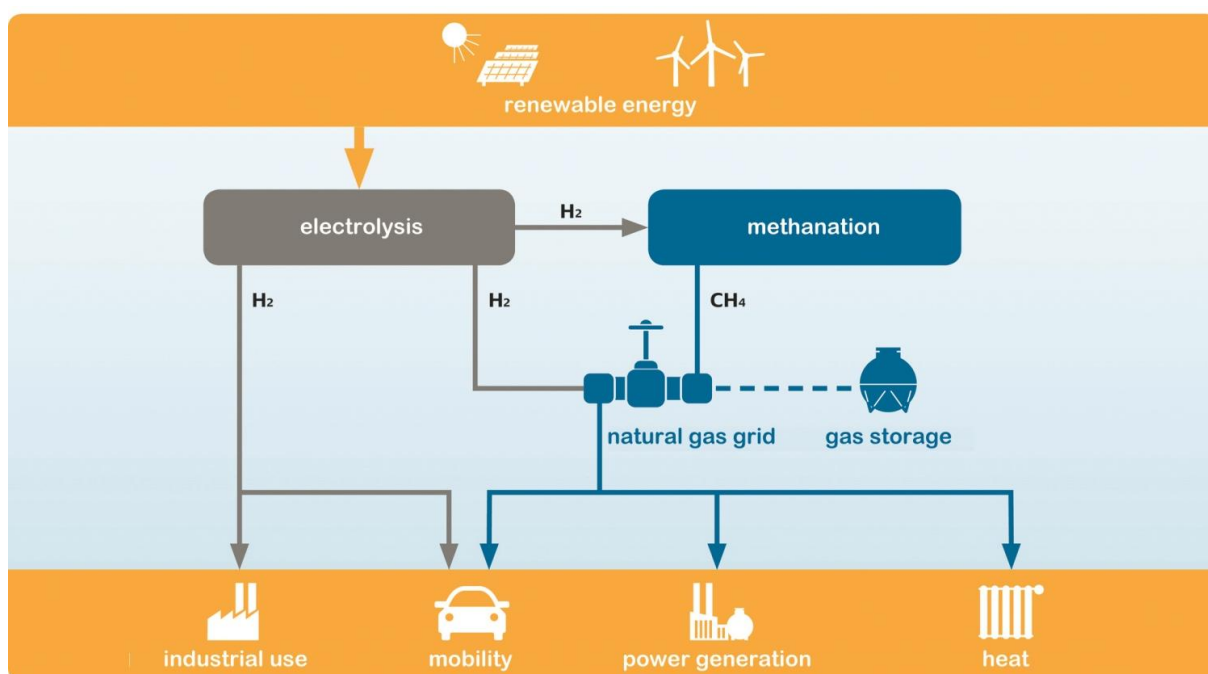 renewable energy
electrolysis
H₂
methanation
H₂
H₂
CH₄
natural gas grid
gas storage
industrial use
mobility
power generation
heat